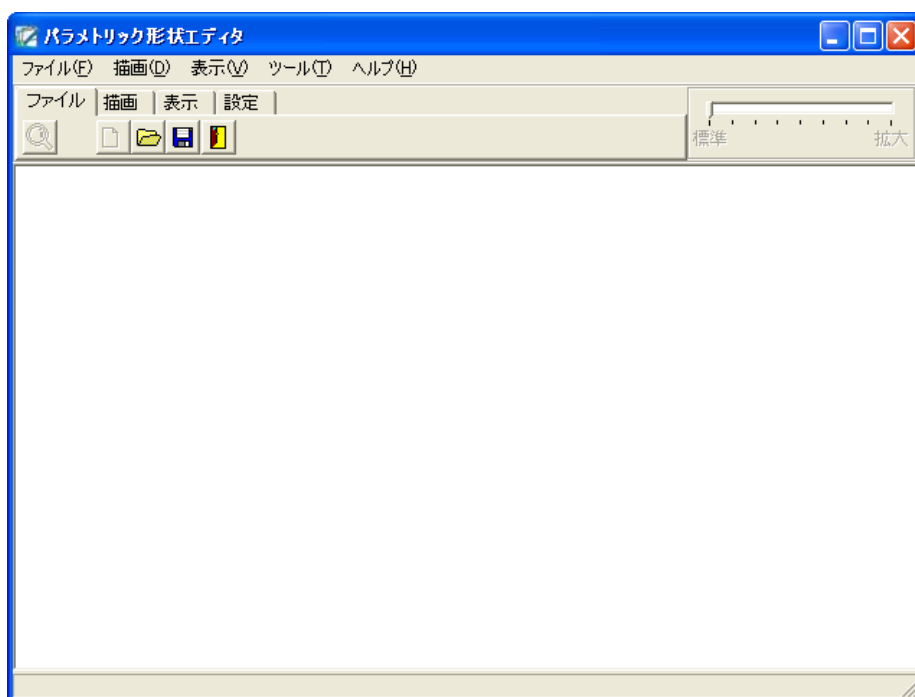 パラメトリック形状エディタ
ファイル(F) 描画(D) 表示(V) ツール(T) ヘルプ(H)
ファイル 描画 表示 設定
標準 拡大